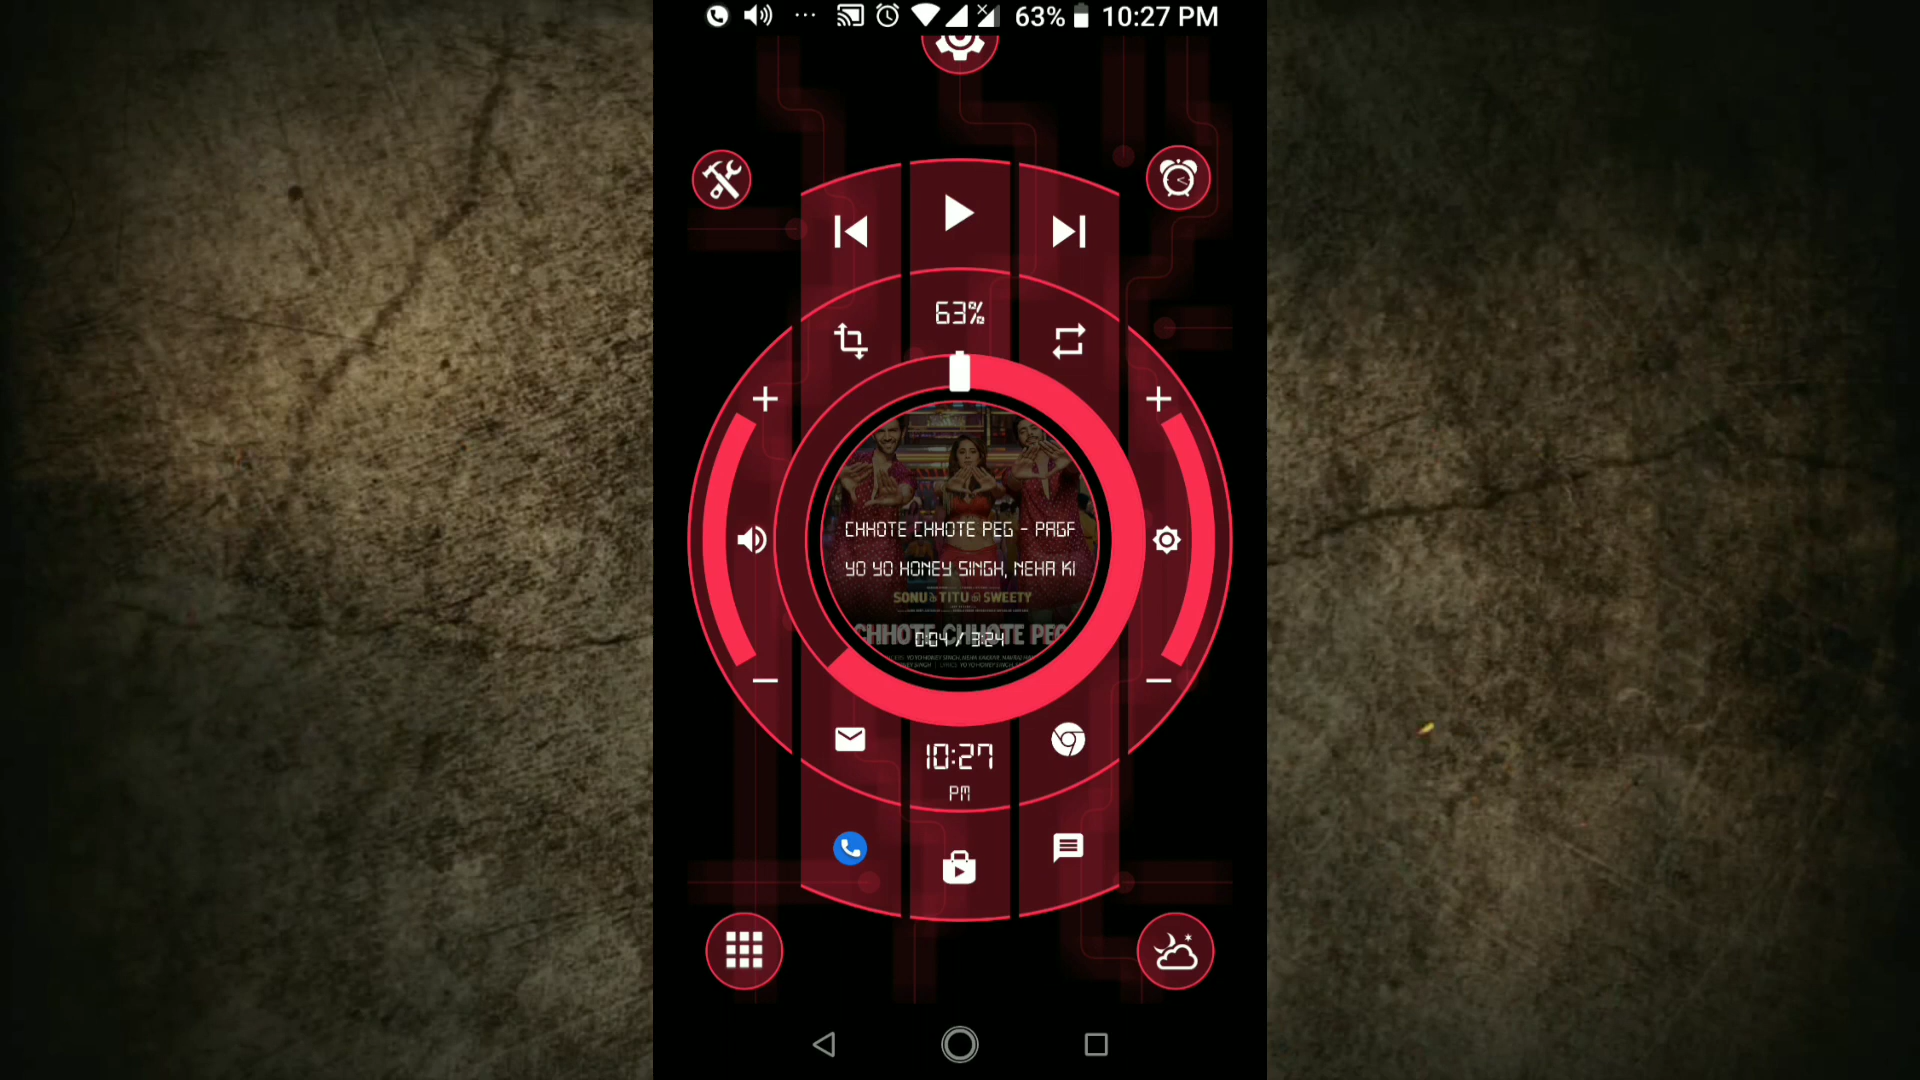 63% 10:27 PM
63%
CHHOTE CHHOTE PEG - PAGF
YO YO HONEY SINGH, NEHA KI
SONU के TITU की SWEETY
CHHOTE CHHOTE PEG
0:04 / 3:24
10:27
PM